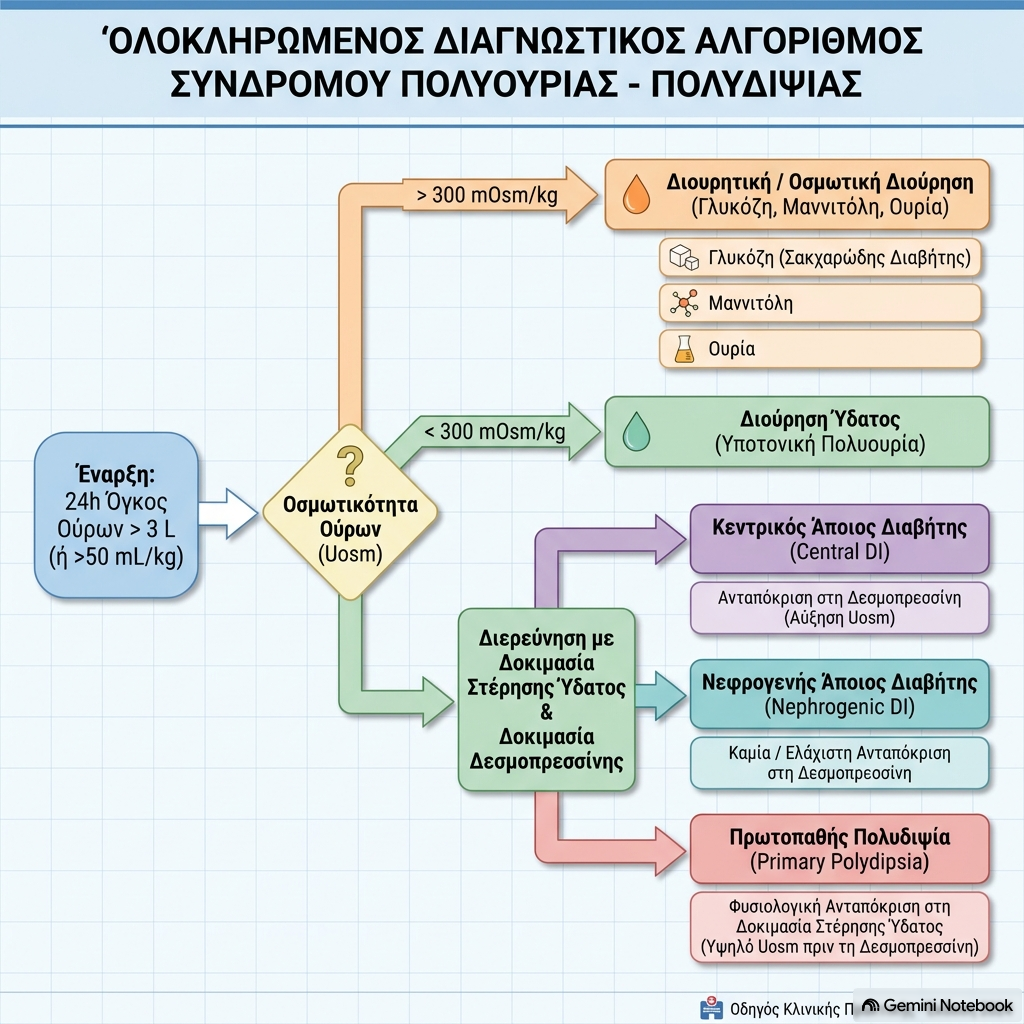 ‘ΟΛΟΚΛΗΡΩΜΕΝΟΣ ΔΙΑΓΝΩΣΤΙΚΟΣ ΑΛΓΟΡΙΘΜΟΣ
ΣΥΝΔΡΟΜΟΥ ΠΟΛΥΟΥΡΙΑΣ - ΠΟΛΥΔΙΨΙΑΣ
> 300 mOsm/kg
Διουρητική / Οσμωτική Διούρηση
(Γλυκόζη, Μαννιτόλη, Ουρία)
Γλυκόζη (Σακχαρώδης Διαβήτης)
Μαννιτόλη
Ουρία
< 300 mOsm/kg
Διούρηση Ύδατος
(Υποτονική Πολυουρία)
Έναρξη:
24h Όγκος
Ούρων > 3 L
(ή >50 mL/kg)
?
Οσμωτικότητα
Ούρων
(Uosm)
Διερεύνηση με
Δοκιμασία
Στέρησης Ύδατος
&
Δοκιμασία
Δεσμοπρεσσίνης
Κεντρικός Άποιος Διαβήτης
(Central DI)
Ανταπόκριση στη Δεσμοπρεσσίνη
(Αύξηση Uosm)
Νεφρογενής Άποιος Διαβήτης
(Nephrogenic DI)
Καμία / Ελάχιστη Ανταπόκριση
στη Δεσμοπρεοσίνη
Πρωτοπαθής Πολυδιψία
(Primary Polydipsia)
Φυσιολογική Ανταπόκριση στη
Δοκιμασία Στέρησης Ύδατος
(Υψηλό Uosm πριν τη Δεσμοπρεσσίνη)
Οδηγός Κλινικής Π
Gemini Notebook